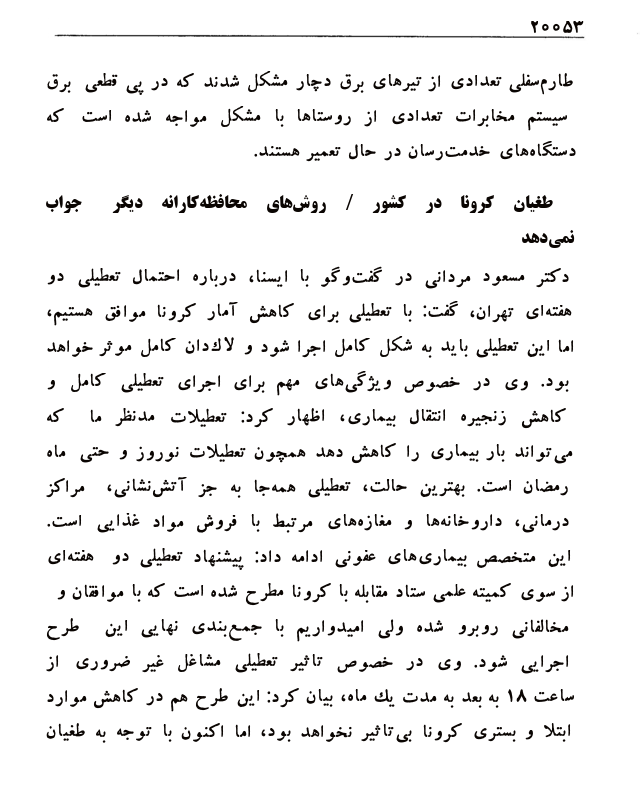 ۲۰۰۵۳
طارم‌سفلی تعدادی از تیرهای برق دچار مشکل شدند که در پی قطعی برق
سیستم مخابرات تعدادی از روستاها با مشکل مواجه شده است که
دستگاه‌های خدمت‌رسان در حال تعمیر هستند.
طغیان کرونا در کشور / روش‌های محافظه‌کارانه دیگر جواب
نمی‌دهد
دکتر مسعود مردانی در گفت‌وگو با ایسنا، درباره احتمال تعطیلی دو
هفته‌ای تهران، گفت: با تعطیلی برای کاهش آمار کرونا موافق هستیم،
اما این تعطیلی باید به شکل کامل اجرا شود و لاک‌دان کامل موثر خواهد
بود. وی در خصوص ویژگی‌های مهم برای اجرای تعطیلی کامل و
کاهش زنجیره انتقال بیماری، اظهار کرد: تعطیلات مدنظر ما که
می‌تواند بار بیماری را کاهش دهد همچون تعطیلات نوروز و حتی ماه
رمضان است. بهترین حالت، تعطیلی همه‌جا به جز آتش‌نشانی، مراکز
درمانی، داروخانه‌ها و مغازه‌های مرتبط با فروش مواد غذایی است.
این متخصص بیماری‌های عفونی ادامه داد: پیشنهاد تعطیلی دو هفته‌ای
از سوی کمیته علمی ستاد مقابله با کرونا مطرح شده است که با موافقان و
مخالفانی روبرو شده ولی امیدواریم با جمع‌بندی نهایی این طرح
اجرایی شود. وی در خصوص تاثیر تعطیلی مشاغل غیر ضروری از
ساعت ۱۸ به بعد به مدت یك ماه، بیان کرد: این طرح هم در کاهش موارد
ابتلا و بستری کرونا بی‌تاثیر نخواهد بود، اما اکنون با توجه به طغیان